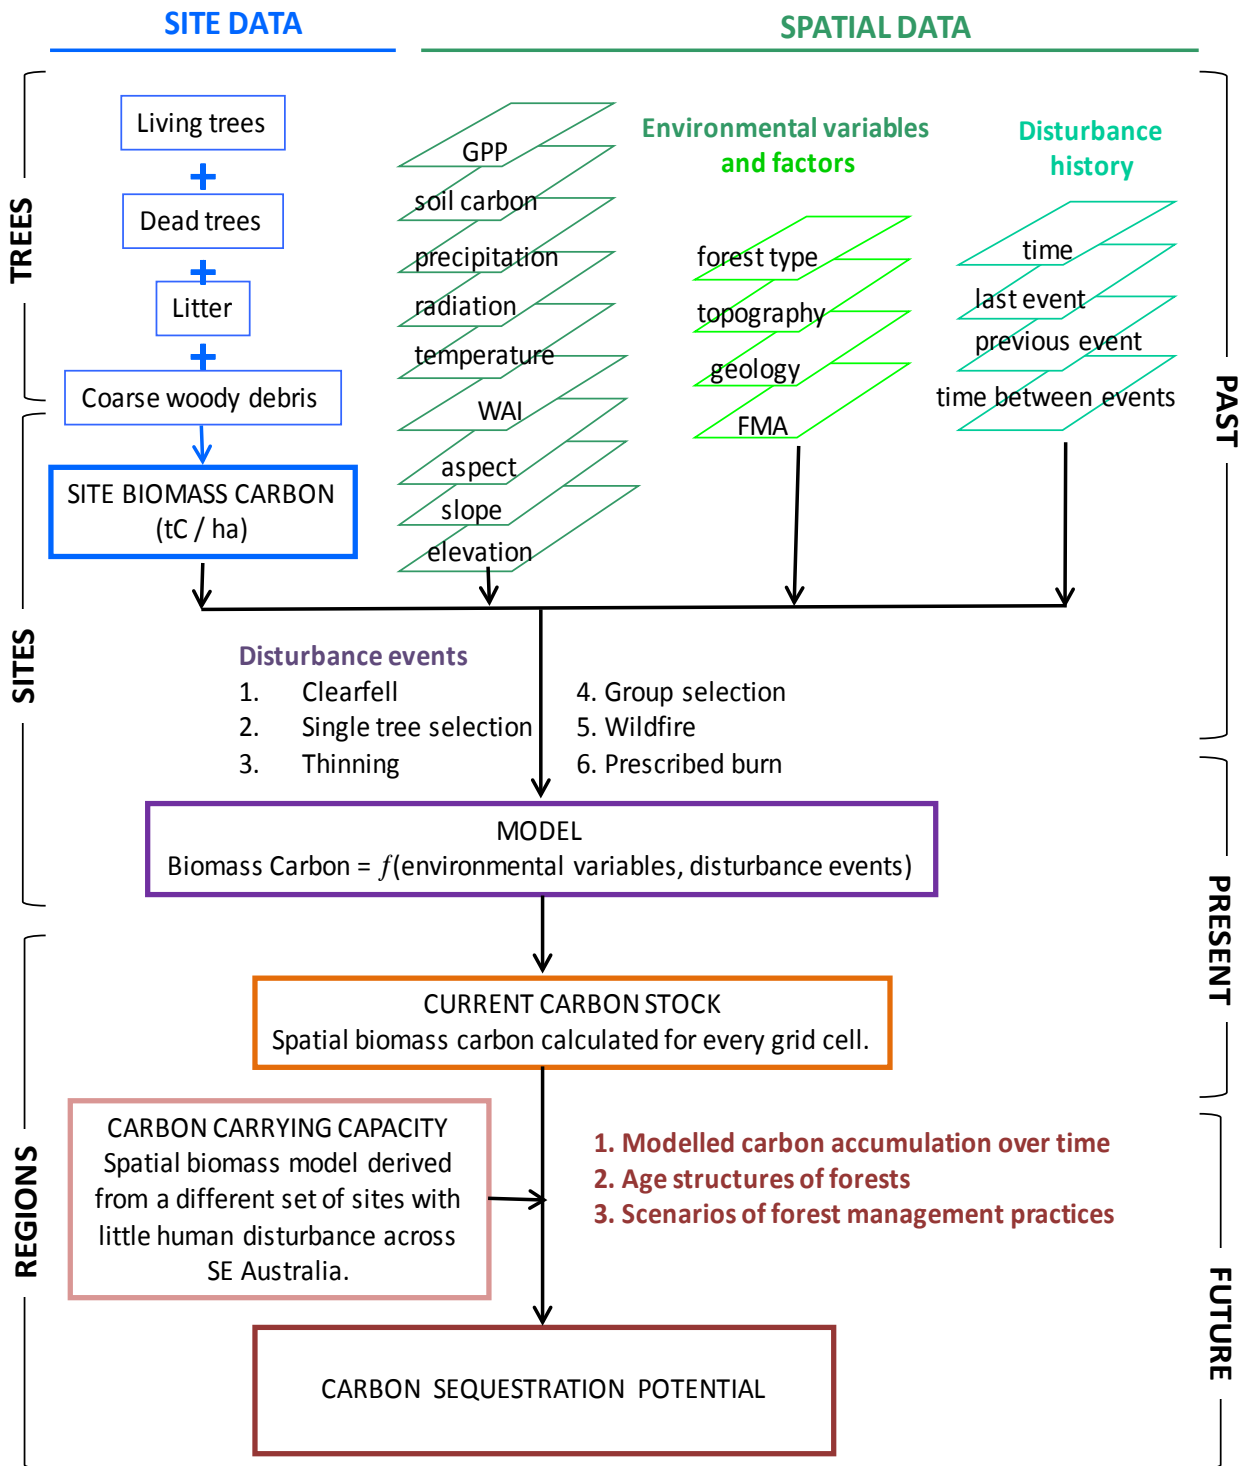 SITE DATA
SPATIAL DATA
TREES
SITES
REGIONS
Living trees
Dead trees
Litter
Coarse woody debris
SITE BIOMASS CARBON
(tC / ha)
GPP
soil carbon
precipitation
radiation
temperature
WAI
aspect
slope
elevation
Environmental variables
and factors
forest type
topography
geology
FMA
Disturbance
history
time
last event
previous event
time between events
PAST
PRESENT
FUTURE
Disturbance events
1. Clearfell
2. Single tree selection
3. Thinning
4. Group selection
5. Wildfire
6. Prescribed burn
MODEL
Biomass Carbon = f(environmental variables, disturbance events)
CURRENT CARBON STOCK
Spatial biomass carbon calculated for every grid cell.
CARBON CARRYING CAPACITY
Spatial biomass model derived
from a different set of sites with
little human disturbance across
SE Australia.
1. Modelled carbon accumulation over time
2. Age structures of forests
3. Scenarios of forest management practices
CARBON SEQUESTRATION POTENTIAL